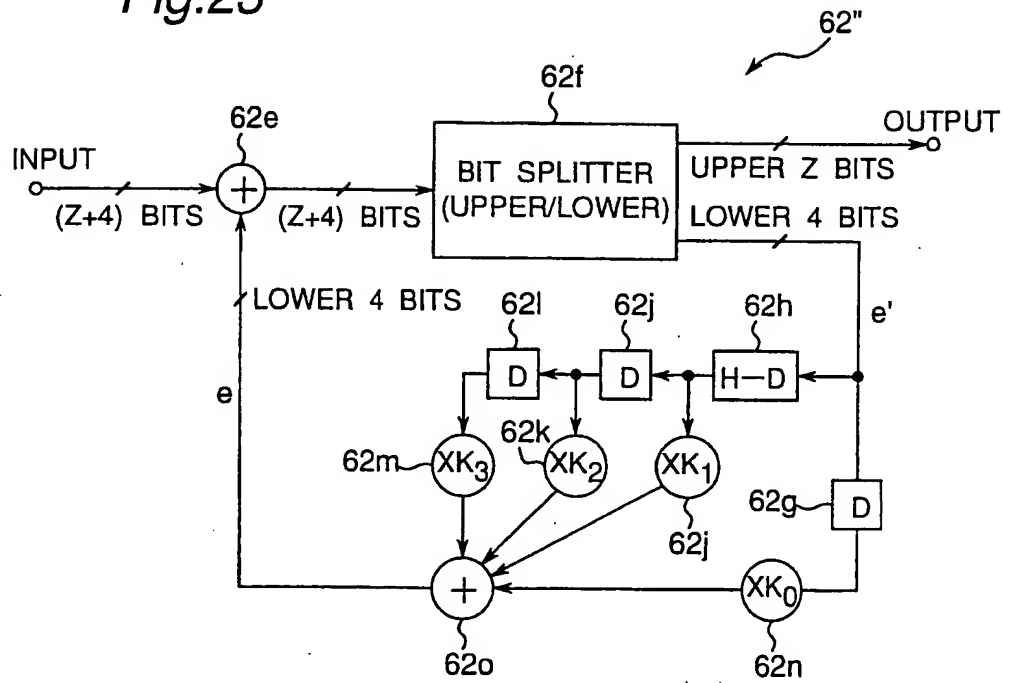 Fig.23
62"
62f
62e
OUTPUT
INPUT
BIT SPLITTER
(UPPER/LOWER)
UPPER Z BITS
(Z+4) BITS
(Z+4) BITS
LOWER 4 BITS
LOWER 4 BITS
62l
62j
62h
e'
D
D
H–D
e
62k
62m
XK3
XK2
XK1
62g
D
62j
XK0
62o
62n